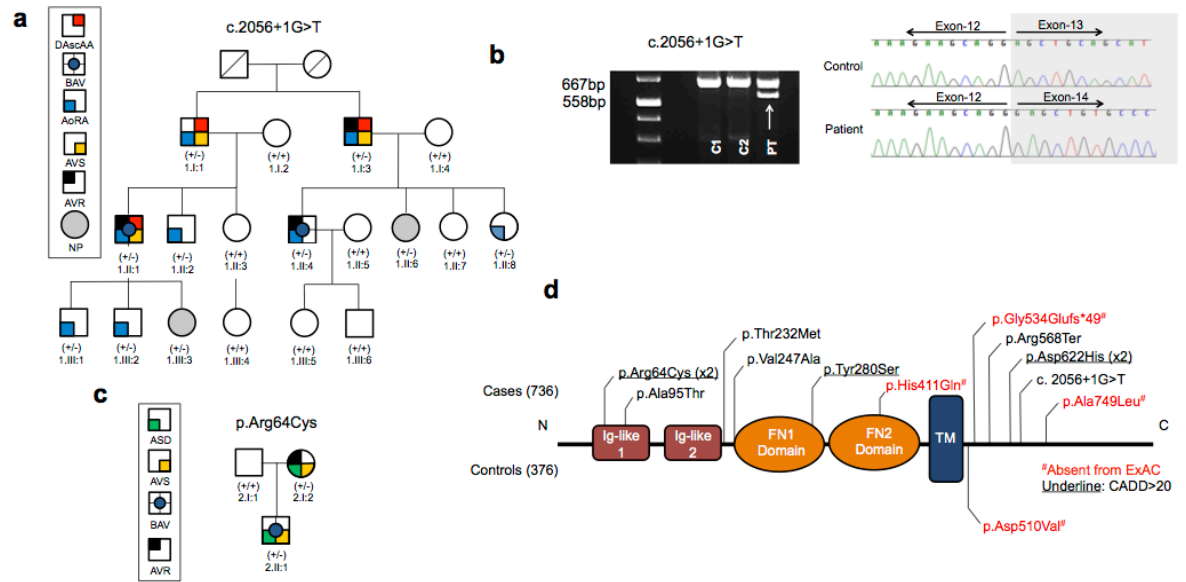 a
DAscAA
BAV
AoRA
AVS
AVR
NP
c.2056+1G>T
(+/-)
1.I:1
(+/+)
1.I.2
(+/-)
1.I:3
(+/+)
1.I:4
(+/-)
1.II:1
(+/-)
1.II:2
(+/+)
1.II:3
(+/-)
1.II:4
(+/+)
1.II:5
(+/-)
1.II:6
(+/+)
1.II:7
(+/-)
1.II:8
(+/-)
1.III:1
(+/-)
1.III:2
(+/-)
1.III:3
(+/+)
1.III:4
(+/+)
1.III:5
(+/+)
1.III:6
b
c.2056+1G>T
667bp
558bp
C1
C2
PT
Exon-12
Exon-13
A A A G A A G C A G G A G C T G C A G C A T
Control
Exon-12
Exon-14
A A A G A A G C A G G G A G C T G T G C C C
Patient
c
ASD
AVS
BAV
AVR
p.Arg64Cys
(+/+)
2.I:1
(+/-)
2.I:2
(+/-)
2.II:1
d
p.Gly534Glufs*49#
p.Arg568Ter
p.Asp622His (x2)
c. 2056+1G>T
p.Ala749Leu#
p.Thr232Met
p.Val247Ala
p.Tyr280Ser
p.His411Gln#
p.Arg64Cys (x2)
p.Ala95Thr
Cases (736)
N
Ig-like
1
Ig-like 2
FN1
Domain
FN2
Domain
TM
C
Controls (376)
#Absent from ExAC
Underline: CADD>20
p.Asp510Val#